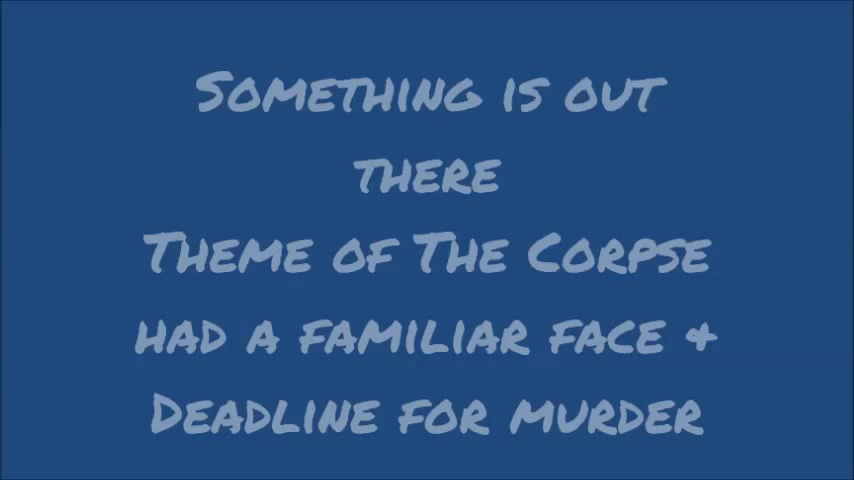 Something is out
there
Theme of The Corpse
had a familiar face &
Deadline for murder